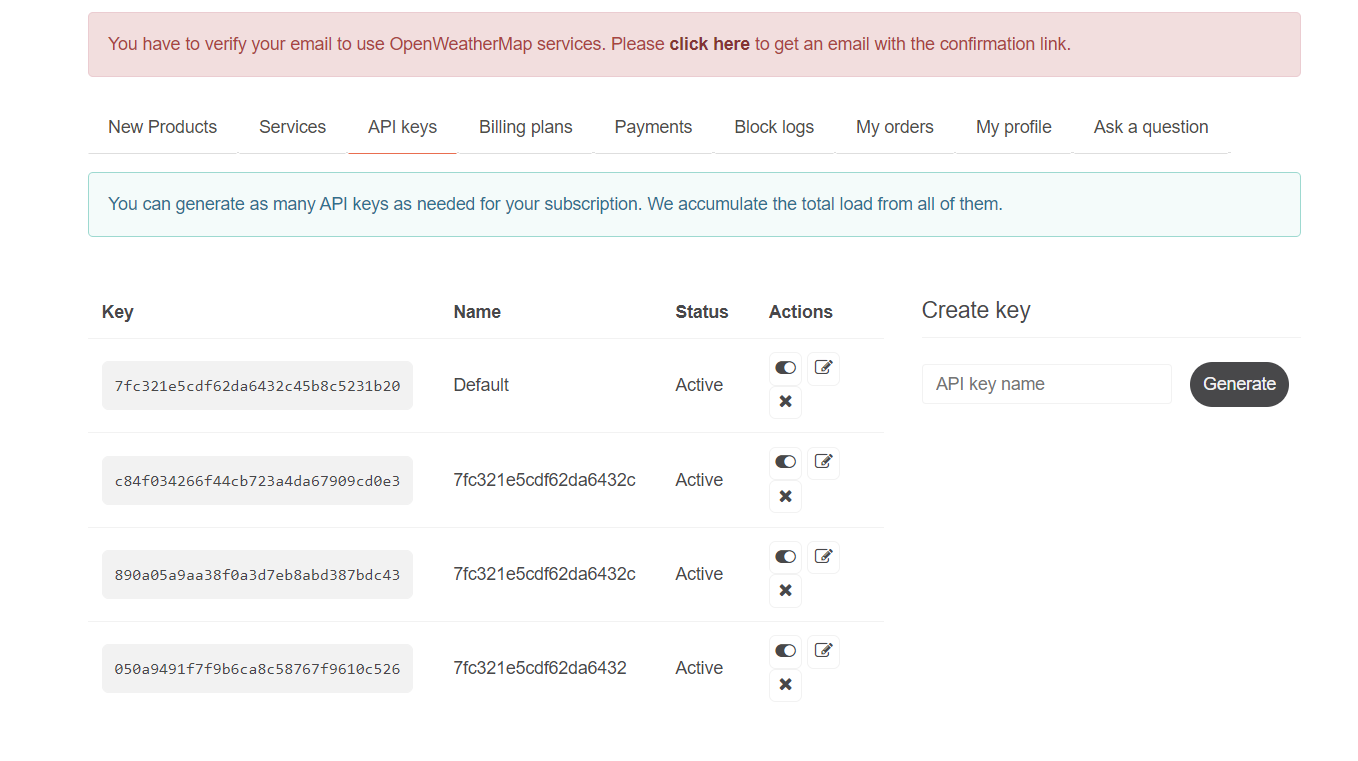 You have to verify your email to use OpenWeatherMap services. Please click here to get an email with the confirmation link.
New Products Services API keys Billing plans Payments Block logs My orders My profile Ask a question
You can generate as many API keys as needed for your subscription. We accumulate the total load from all of them.
Key Name Status Actions
7fc321e5cdf62da6432c45b8c5231b20 Default Active
c84f034266f44cb723a4da67909cd0e3 7fc321e5cdf62da6432c Active
890a05a9aa38f0a3d7eb8abd387bdc43 7fc321e5cdf62da6432c Active
050a9491f7f9b6ca8c58767f9610c526 7fc321e5cdf62da6432 Active
Create key
API key name Generate